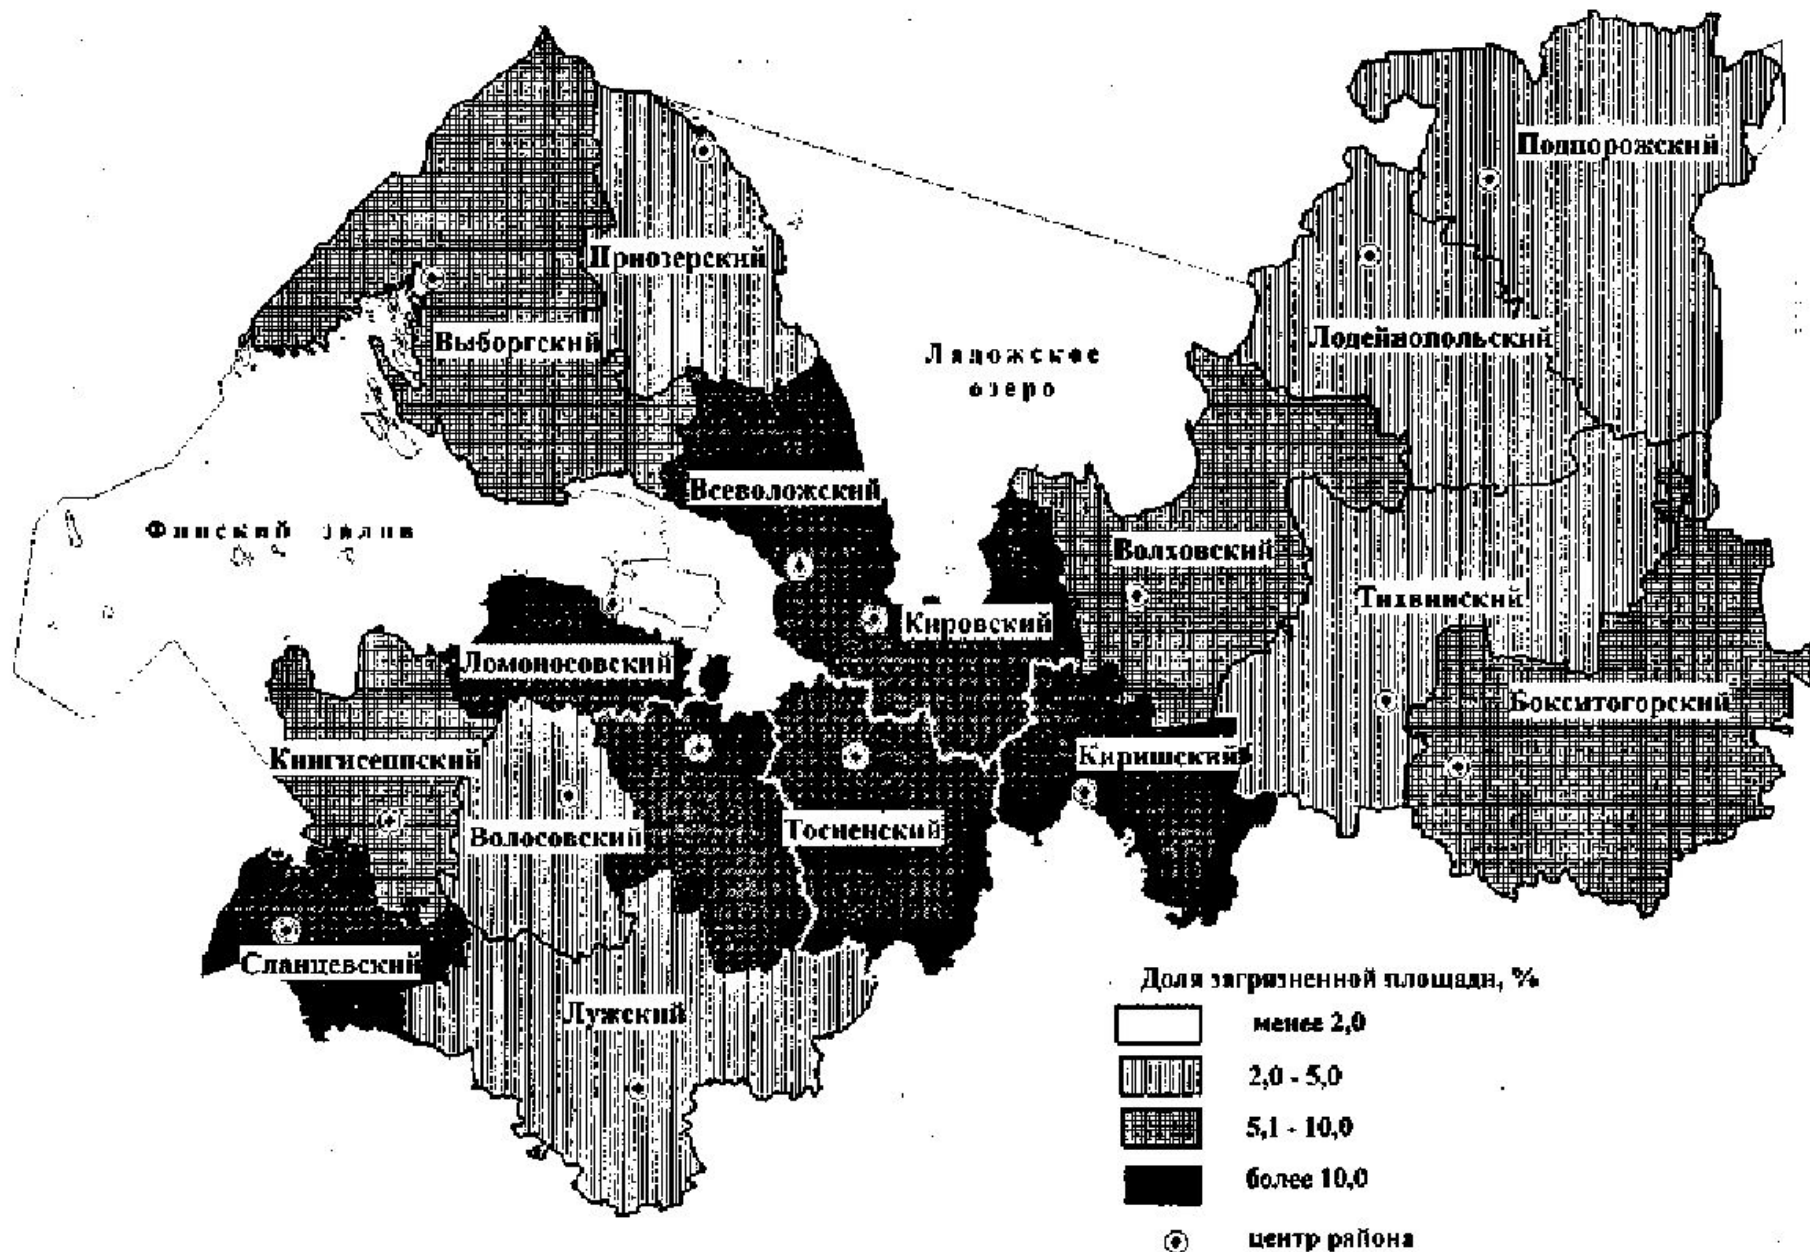 Подпорожский
Приозерский
Выборгский
Лодейнопольский
Ладожское
озеро
Всеволожский
Финский залив
Волховский
Тихвинский
Кировский
Ломоносовский
Бокситогорский
Кингисеппский
Киришский
Волосовский
Тосненский
Сланцевский
Лужский
Доля загрязненной площади, %
менее 2,0
2,0 - 5,0
5,1 - 10,0
более 10,0
центр района